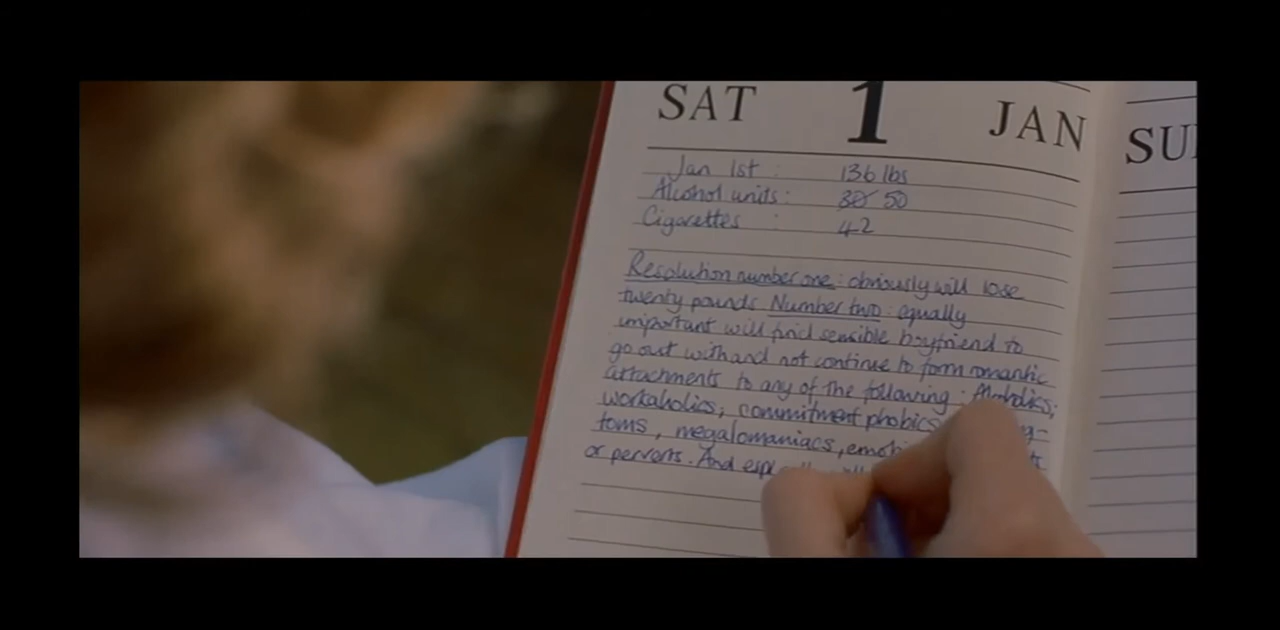 SAT 1 JAN
Jan 1st : 136 lbs
Alcohol units : 30 50
Cigarettes : 42
Resolution number one : obviously will lose
twenty pounds. Number two : equally
important will find sensible boyfriend to
go out with and not continue to form romantic
attachments to any of the following : Alcoholics,
workaholics, commitment phobics
toms, megalomaniacs,
or perverts. And
SU